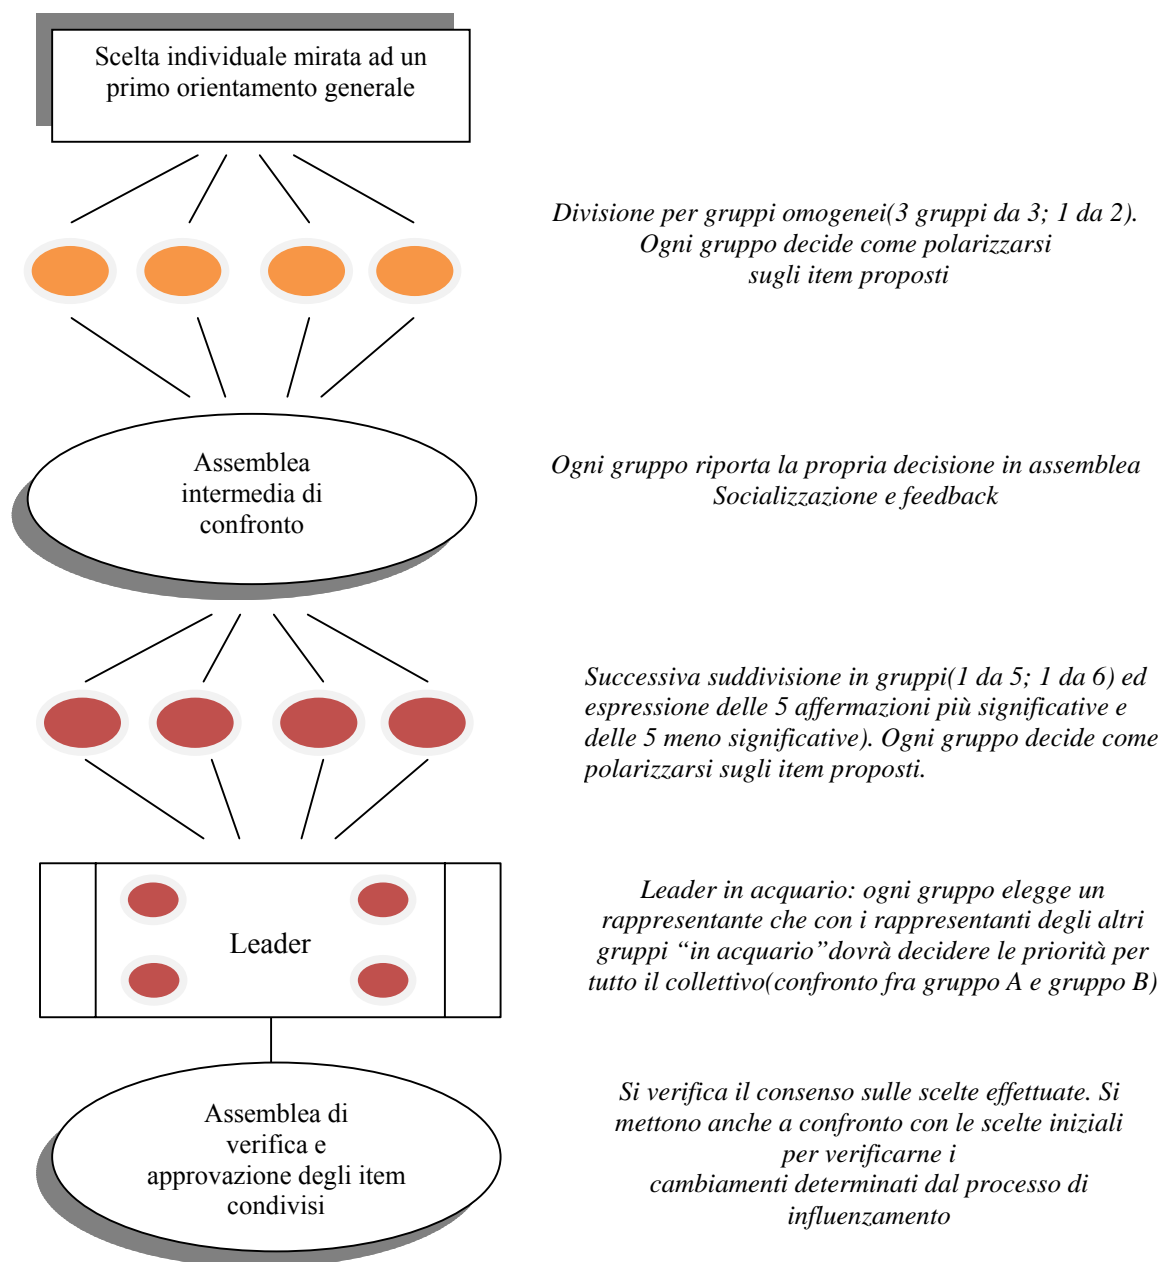 Scelta individuale mirata ad un
primo orientamento generale
Divisione per gruppi omogenei(3 gruppi da 3; 1 da 2).
Ogni gruppo decide come polarizzarsi
sugli item proposti
Assemblea
intermedia di
confronto
Ogni gruppo riporta la propria decisione in assemblea
Socializzazione e feedback
Successiva suddivisione in gruppi(1 da 5; 1 da 6) ed
espressione delle 5 affermazioni più significative e
delle 5 meno significative). Ogni gruppo decide come
polarizzarsi sugli item proposti.
Leader
Leader in acquario: ogni gruppo elegge un
rappresentante che con i rappresentanti degli altri
gruppi “in acquario”dovrà decidere le priorità per
tutto il collettivo(confronto fra gruppo A e gruppo B)
Assemblea di
verifica e
approvazione degli item
condivisi
Si verifica il consenso sulle scelte effettuate. Si
mettono anche a confronto con le scelte iniziali
per verificarne i
cambiamenti determinati dal processo di
influenzamento